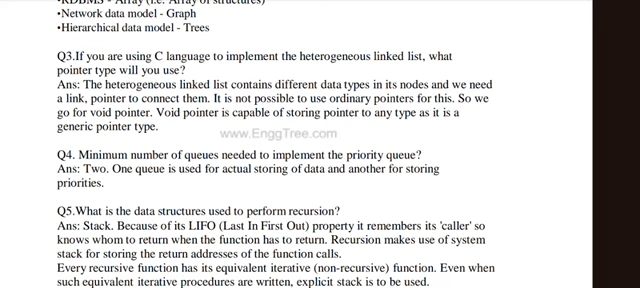 •RDBMS - Array (i.e. Array of structures)
•Network data model - Graph
•Hierarchical data model - Trees
Q3.If you are using C language to implement the heterogeneous linked list, what
pointer type will you use?
Ans: The heterogeneous linked list contains different data types in its nodes and we need
a link, pointer to connect them. It is not possible to use ordinary pointers for this. So we
go for void pointer. Void pointer is capable of storing pointer to any type as it is a
generic pointer type.
www.EnggTree.com
Q4. Minimum number of queues needed to implement the priority queue?
Ans: Two. One queue is used for actual storing of data and another for storing
priorities.
Q5.What is the data structures used to perform recursion?
Ans: Stack. Because of its LIFO (Last In First Out) property it remembers its 'caller' so
knows whom to return when the function has to return. Recursion makes use of system
stack for storing the return addresses of the function calls.
Every recursive function has its equivalent iterative (non-recursive) function. Even when
such equivalent iterative procedures are written, explicit stack is to be used.